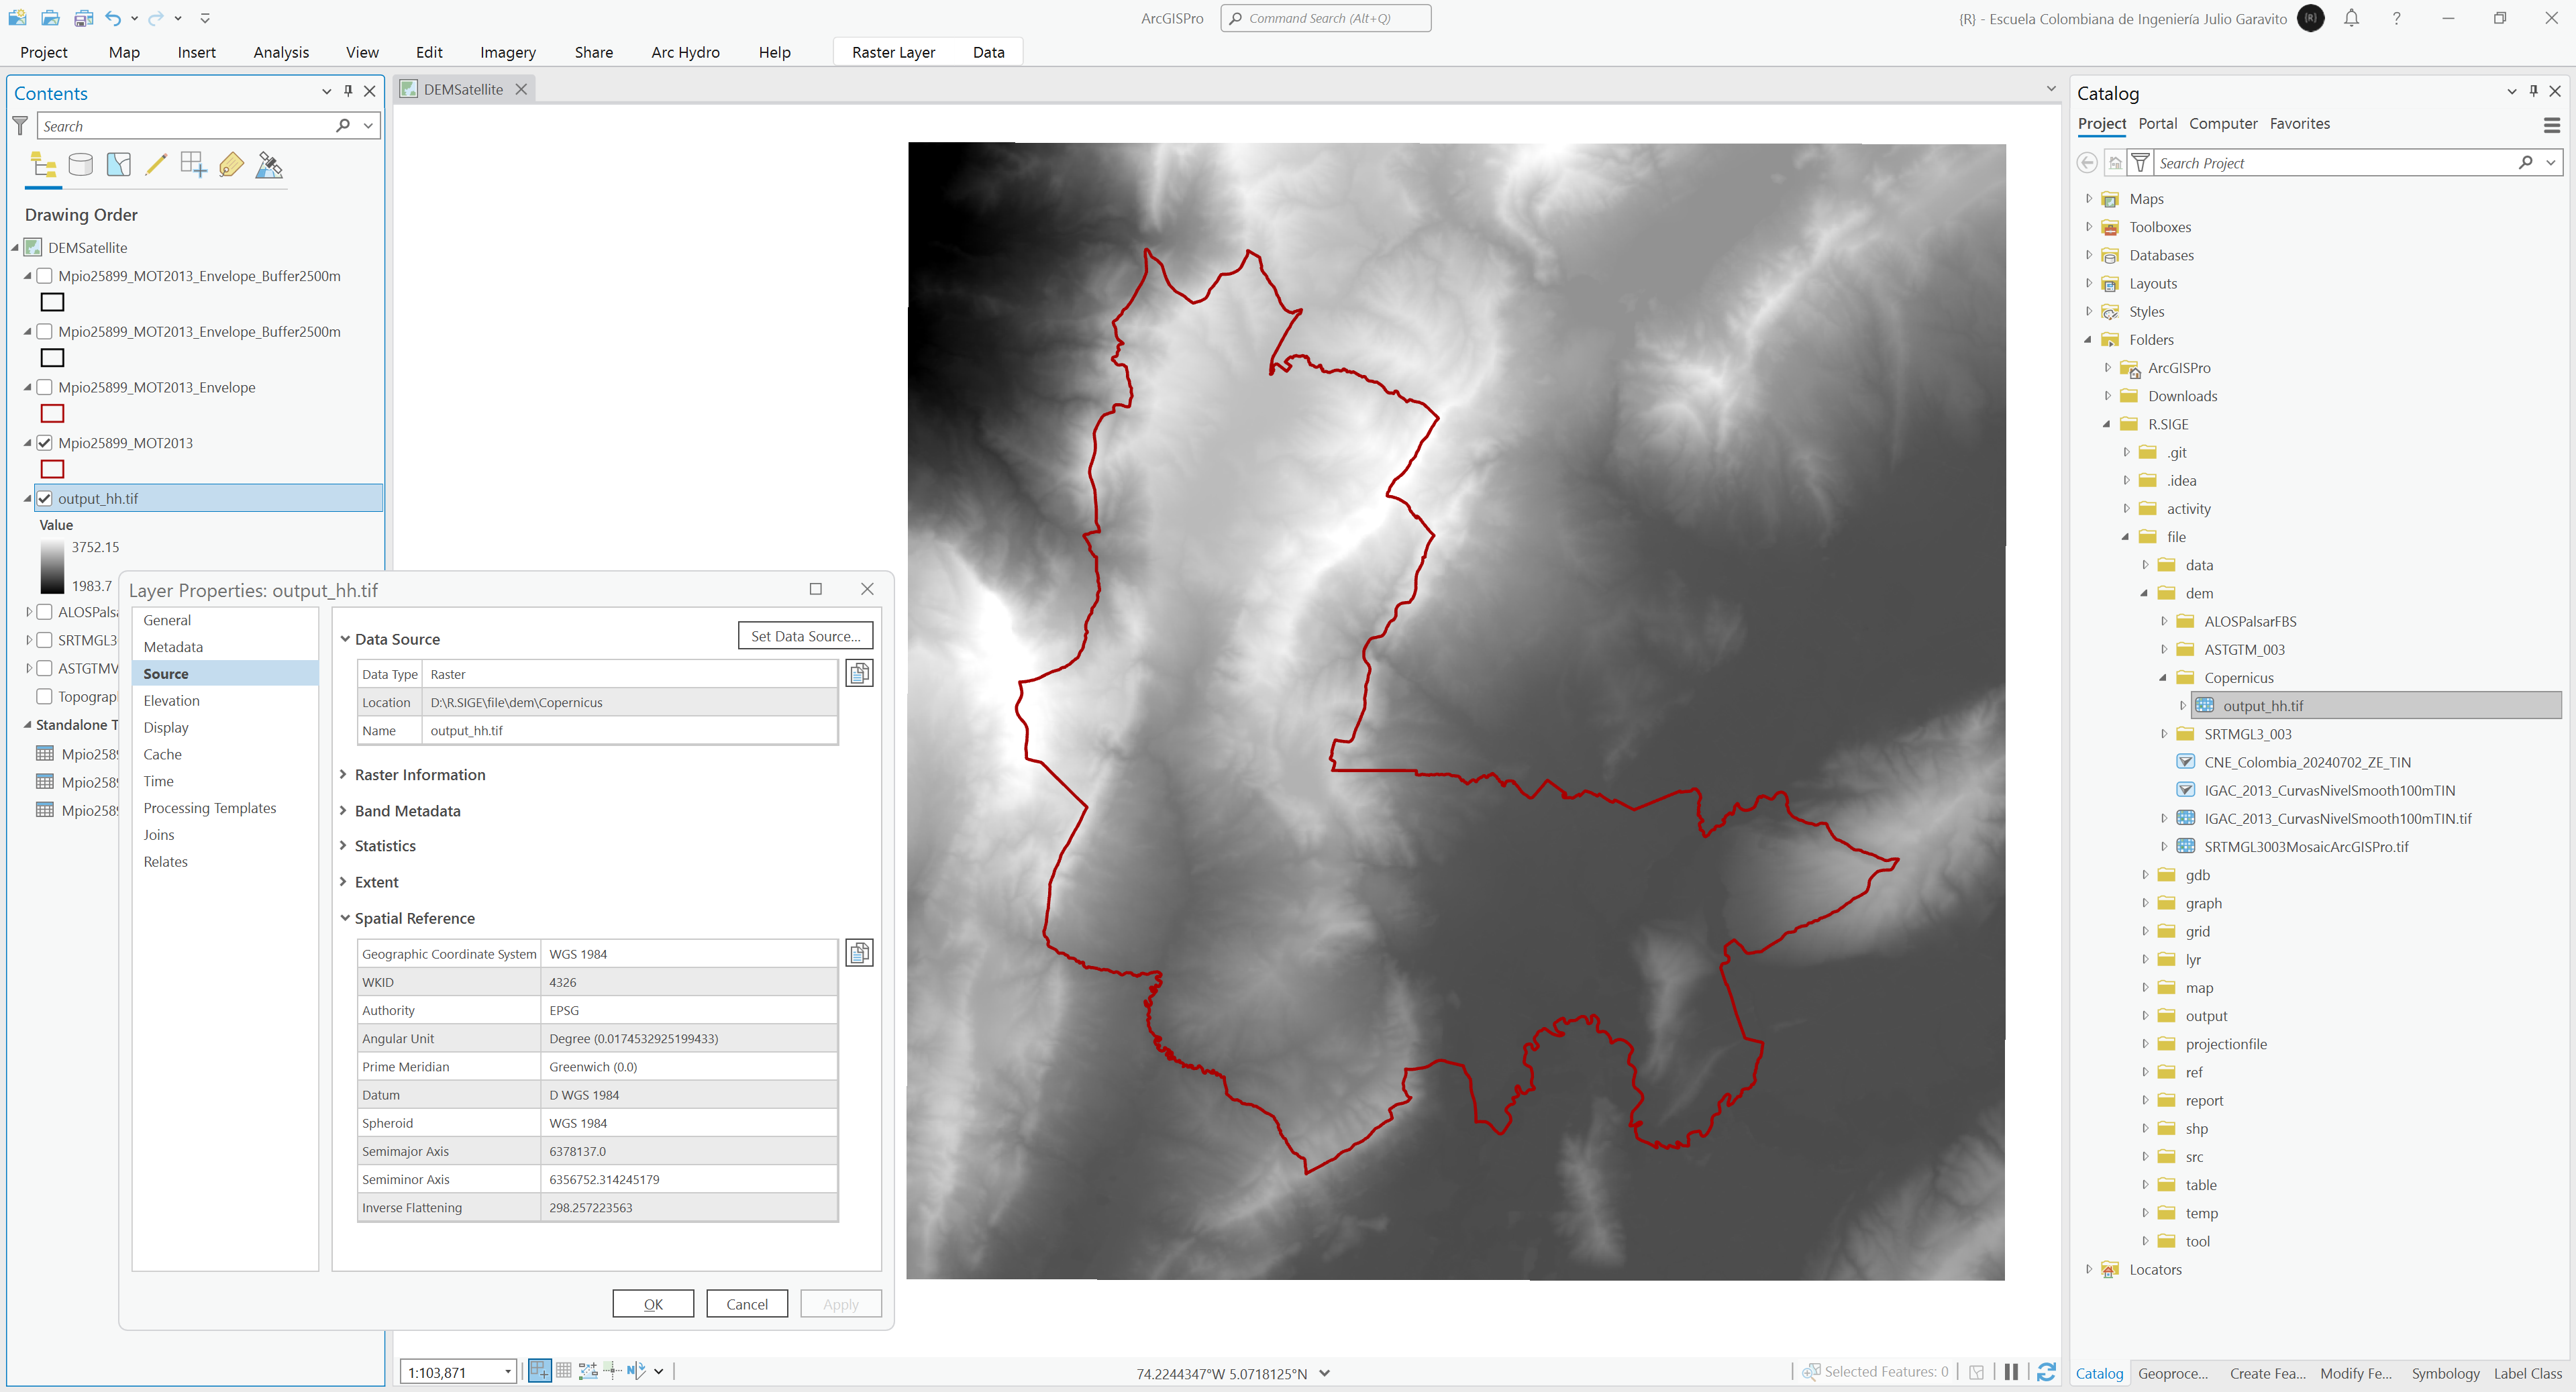 ArcGISPro
Command Search (Alt+Q)
{R} - Escuela Colombiana de Ingeniería Julio Garavito
{R}
?
Project Map Insert Analysis View Edit Imagery Share Arc Hydro Help Raster Layer Data
Contents
Search
Drawing Order
DEMSatellite
Mpio25899_MOT2013_Envelope_Buffer2500m
Mpio25899_MOT2013_Envelope_Buffer2500m
Mpio25899_MOT2013_Envelope
Mpio25899_MOT2013
output_hh.tif
Value
3752.15
1983.7
ALOSPalsa
SRTMGL3
ASTGTMV
Topograp
Standalone T
Mpio258
Mpio258
Mpio258
DEMSatellite
Layer Properties: output_hh.tif
General
Metadata
Source
Elevation
Display
Cache
Time
Processing Templates
Joins
Relates
Data Source
Set Data Source...
Data Type Raster
Location D:\R.SIGE\file\dem\Copernicus
Name output_hh.tif
Raster Information
Band Metadata
Statistics
Extent
Spatial Reference
Geographic Coordinate System WGS 1984
WKID 4326
Authority EPSG
Angular Unit Degree (0.0174532925199433)
Prime Meridian Greenwich (0.0)
Datum D WGS 1984
Spheroid WGS 1984
Semimajor Axis 6378137.0
Semiminor Axis 6356752.314245179
Inverse Flattening 298.257223563
OK Cancel Apply
1:103,871
N
74.2244347°W 5.0718125°N
Selected Features: 0
Catalog
Project Portal Computer Favorites
Search Project
Maps
Toolboxes
Databases
Layouts
Styles
Folders
ArcGISPro
Downloads
R.SIGE
.git
.idea
activity
file
data
dem
ALOSPalsarFBS
ASTGTM_003
Copernicus
output_hh.tif
SRTMGL3_003
CNE_Colombia_20240702_ZE_TIN
IGAC_2013_CurvasNivelSmooth100mTIN
IGAC_2013_CurvasNivelSmooth100mTIN.tif
SRTMGL3003MosaicArcGISPro.tif
gdb
graph
grid
lyr
map
output
projectionfile
ref
report
shp
src
table
temp
tool
Locators
Catalog Geoproce... Create Fea... Modify Fe... Symbology Label Class